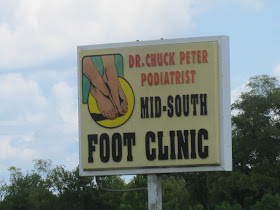 DR. CHUCK PETER
PODIATRIST
MID-SOUTH
FOOT CLINIC